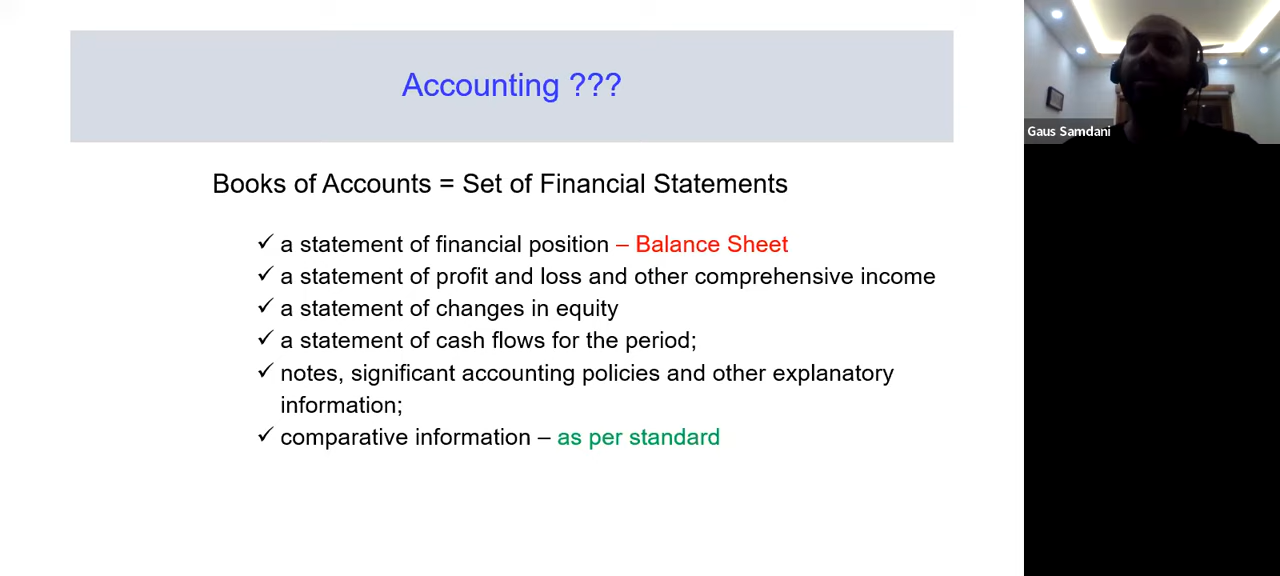 Accounting ???
Books of Accounts = Set of Financial Statements
✓ a statement of financial position – Balance Sheet
✓ a statement of profit and loss and other comprehensive income
✓ a statement of changes in equity
✓ a statement of cash flows for the period;
✓ notes, significant accounting policies and other explanatory
information;
✓ comparative information – as per standard
Gaus Samdani